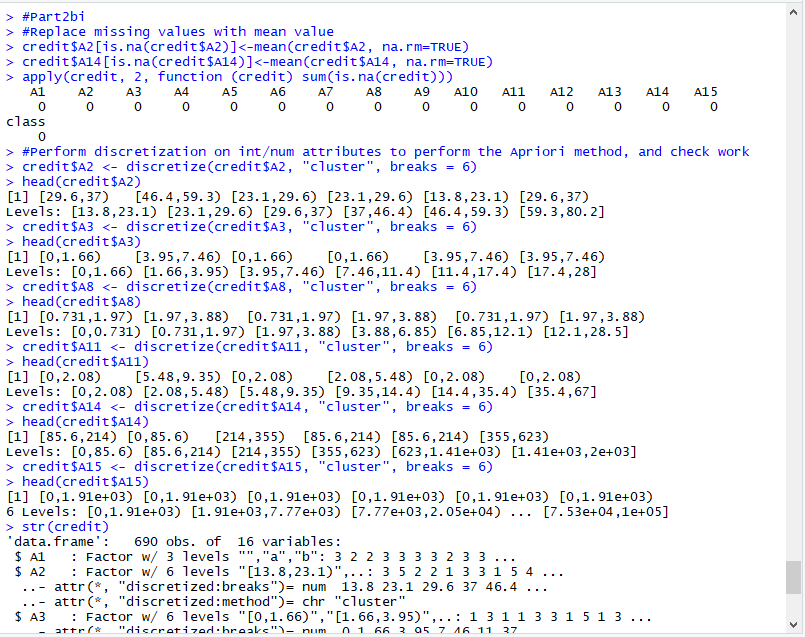 > #Part2bi
> #Replace missing values with mean value
> credit$A2[is.na(credit$A2)]<-mean(credit$A2, na.rm=TRUE)
> credit$A14[is.na(credit$A14)]<-mean(credit$A14, na.rm=TRUE)
> apply(credit, 2, function (credit) sum(is.na(credit)))
A1 A2 A3 A4 A5 A6 A7 A8 A9 A10 A11 A12 A13 A14 A15
0 0 0 0 0 0 0 0 0 0 0 0 0 0 0
class
0
> #Perform discretization on int/num attributes to perform the Apriori method, and check work
> credit$A2 <- discretize(credit$A2, "cluster", breaks = 6)
> head(credit$A2)
[1] [29.6,37) [46.4,59.3) [23.1,29.6) [23.1,29.6) [13.8,23.1) [29.6,37)
Levels: [13.8,23.1) [23.1,29.6) [29.6,37) [37,46.4) [46.4,59.3) [59.3,80.2]
> credit$A3 <- discretize(credit$A3, "cluster", breaks = 6)
> head(credit$A3)
[1] [0,1.66) [3.95,7.46) [0,1.66) [0,1.66) [3.95,7.46) [3.95,7.46)
Levels: [0,1.66) [1.66,3.95) [3.95,7.46) [7.46,11.4) [11.4,17.4) [17.4,28]
> credit$A8 <- discretize(credit$A8, "cluster", breaks = 6)
> head(credit$A8)
[1] [0.731,1.97) [1.97,3.88) [0.731,1.97) [1.97,3.88) [0.731,1.97) [1.97,3.88)
Levels: [0,0.731) [0.731,1.97) [1.97,3.88) [3.88,6.85) [6.85,12.1) [12.1,28.5]
> credit$A11 <- discretize(credit$A11, "cluster", breaks = 6)
> head(credit$A11)
[1] [0,2.08) [5.48,9.35) [0,2.08) [2.08,5.48) [0,2.08) [0,2.08)
Levels: [0,2.08) [2.08,5.48) [5.48,9.35) [9.35,14.4) [14.4,35.4) [35.4,67]
> credit$A14 <- discretize(credit$A14, "cluster", breaks = 6)
> head(credit$A14)
[1] [85.6,214) [0,85.6) [214,355) [85.6,214) [85.6,214) [355,623)
Levels: [0,85.6) [85.6,214) [214,355) [355,623) [623,1.41e+03) [1.41e+03,2e+03]
> credit$A15 <- discretize(credit$A15, "cluster", breaks = 6)
> head(credit$A15)
[1] [0,1.91e+03) [0,1.91e+03) [0,1.91e+03) [0,1.91e+03) [0,1.91e+03) [0,1.91e+03)
6 Levels: [0,1.91e+03) [1.91e+03,7.77e+03) [7.77e+03,2.05e+04) ... [7.53e+04,1e+05]
> str(credit)
'data.frame': 690 obs. of 16 variables:
$ A1 : Factor w/ 3 levels "","a","b": 3 2 2 3 3 3 3 2 3 3 ...
$ A2 : Factor w/ 6 levels "[13.8,23.1)",..: 3 5 2 2 1 3 3 1 5 4 ...
..- attr(*, "discretized:breaks")= num 13.8 23.1 29.6 37 46.4 ...
..- attr(*, "discretized:method")= chr "cluster"
$ A3 : Factor w/ 6 levels "[0,1.66)","[1.66,3.95)",..: 1 3 1 1 3 3 1 5 1 3 ...
..- attr(*, "discretized:breaks")= num 0 1.66 3.95 7.46 11.37 ...